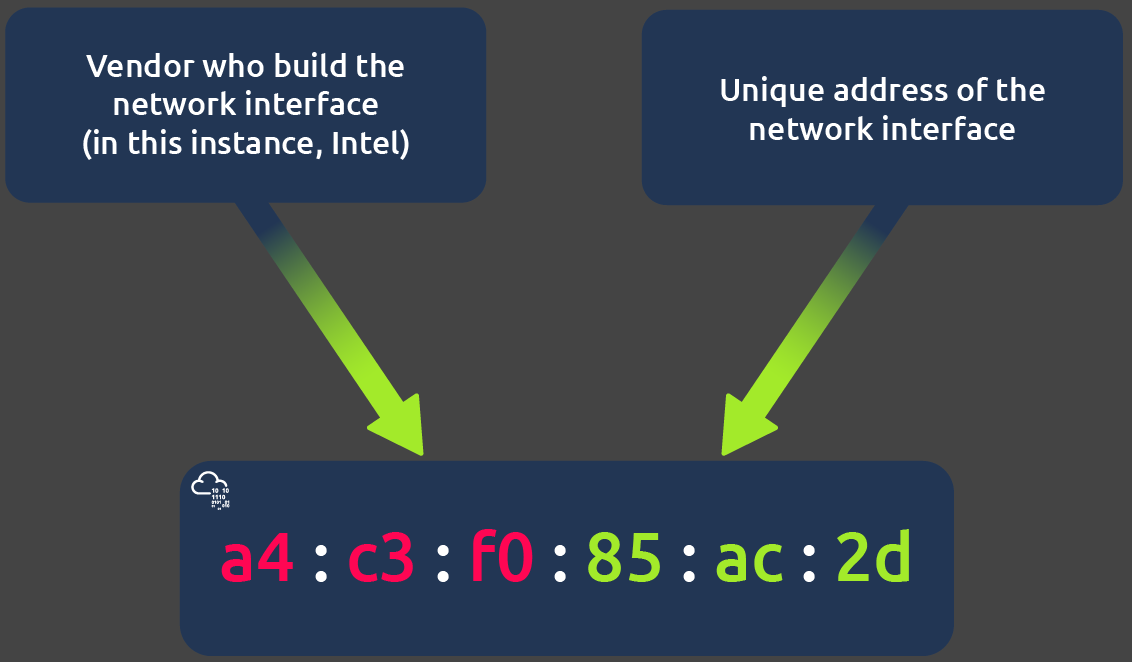 Vendor who build the
network interface
(in this instance, Intel)
Unique address of the
network interface
a4 : c3 : f0 : 85 : ac : 2d